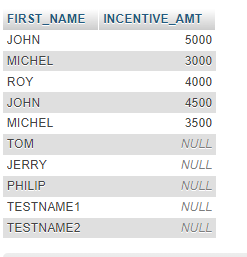 FIRST_NAME INCENTIVE_AMT
JOHN 5000
MICHEL 3000
ROY 4000
JOHN 4500
MICHEL 3500
TOM NULL
JERRY NULL
PHILIP NULL
TESTNAME1 NULL
TESTNAME2 NULL